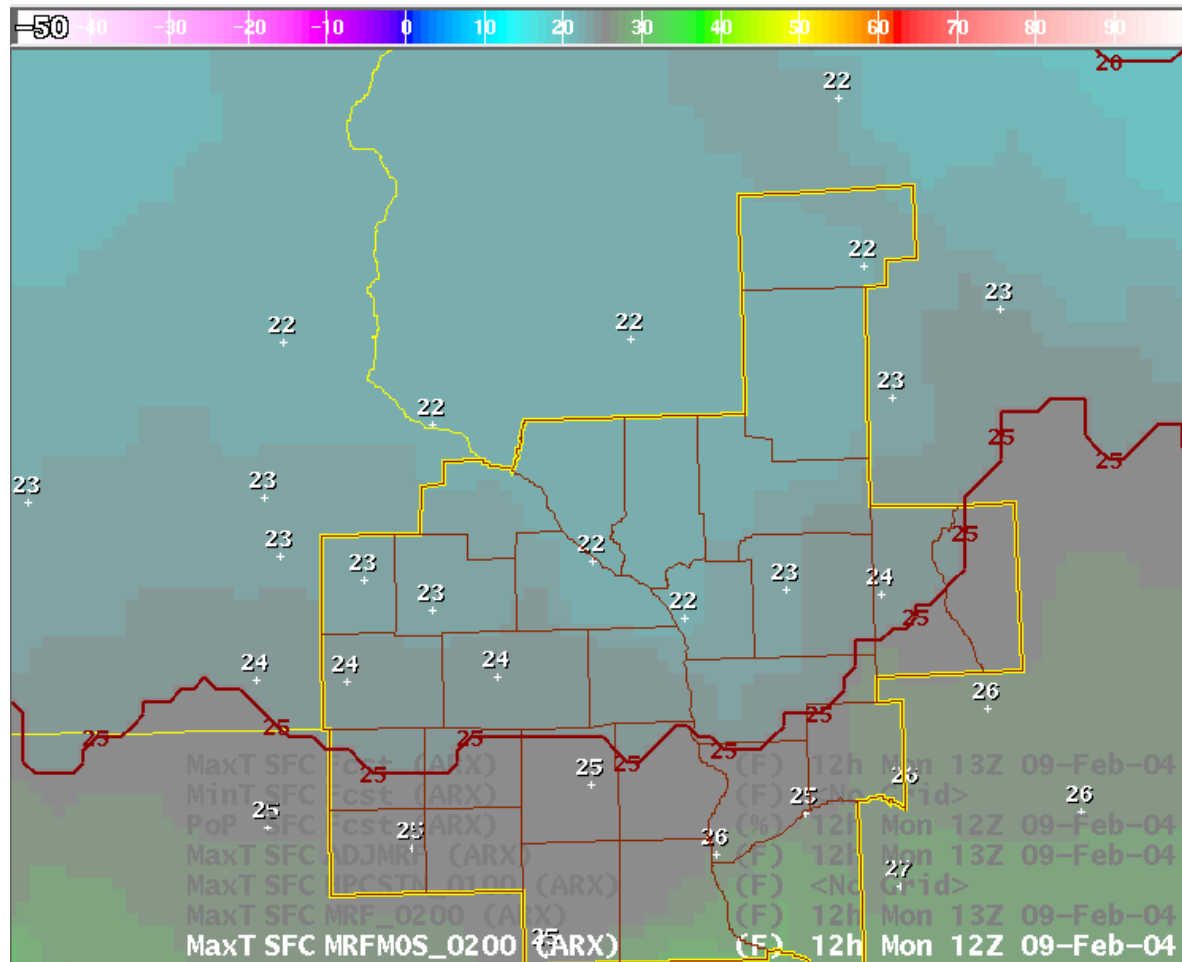 -50 -40 -30 -20 -10 0 10 20 30 40 50 60 70 80 90
20
22
22
23
22 22
23
22
25 25
23 23
25
22
23 23
23 24
22 25
24 24 24
26
25
25 25 25 25 25
MaxT SFC Fcst (ARX) (F) 12h Mon 13Z 09-Feb-04
25 26
MinT SFC Fcst (ARX) (F) <No Grid>
25 25 26
PoP SFC Fcst (ARX) (%) 12h Mon 12Z 09-Feb-04
25 26
MaxT SFC ADJMRF (ARX) (F) 12h Mon 13Z 09-Feb-04
27
MaxT SFC HPCSTN_0100 (ARX) (F) <No Grid>
MaxT SFC MRF_0200 (ARX) (F) 12h Mon 13Z 09-Feb-04
25
MaxT SFC MRFMOS_0200 (ARX) (F) 12h Mon 12Z 09-Feb-04